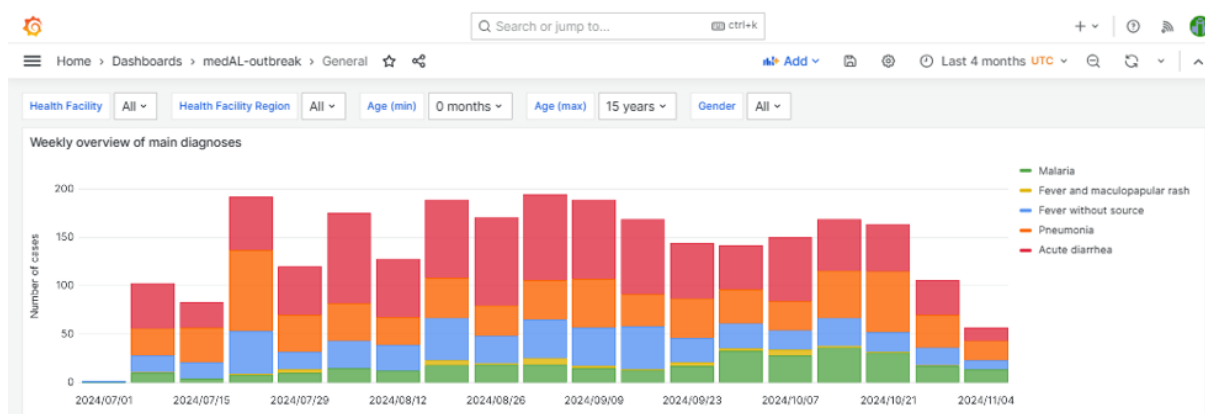 Search or jump to... ctrl+k
Home › Dashboards › medAL-outbreak › General Add Last 4 months UTC
Health Facility All Health Facility Region All Age (min) 0 months Age (max) 15 years Gender All
Weekly overview of main diagnoses
Number of cases
200
150
100
50
0
2024/07/01 2024/07/15 2024/07/29 2024/08/12 2024/08/26 2024/09/09 2024/09/23 2024/10/07 2024/10/21 2024/11/04
Malaria
Fever and maculopapular rash
Fever without source
Pneumonia
Acute diarrhea